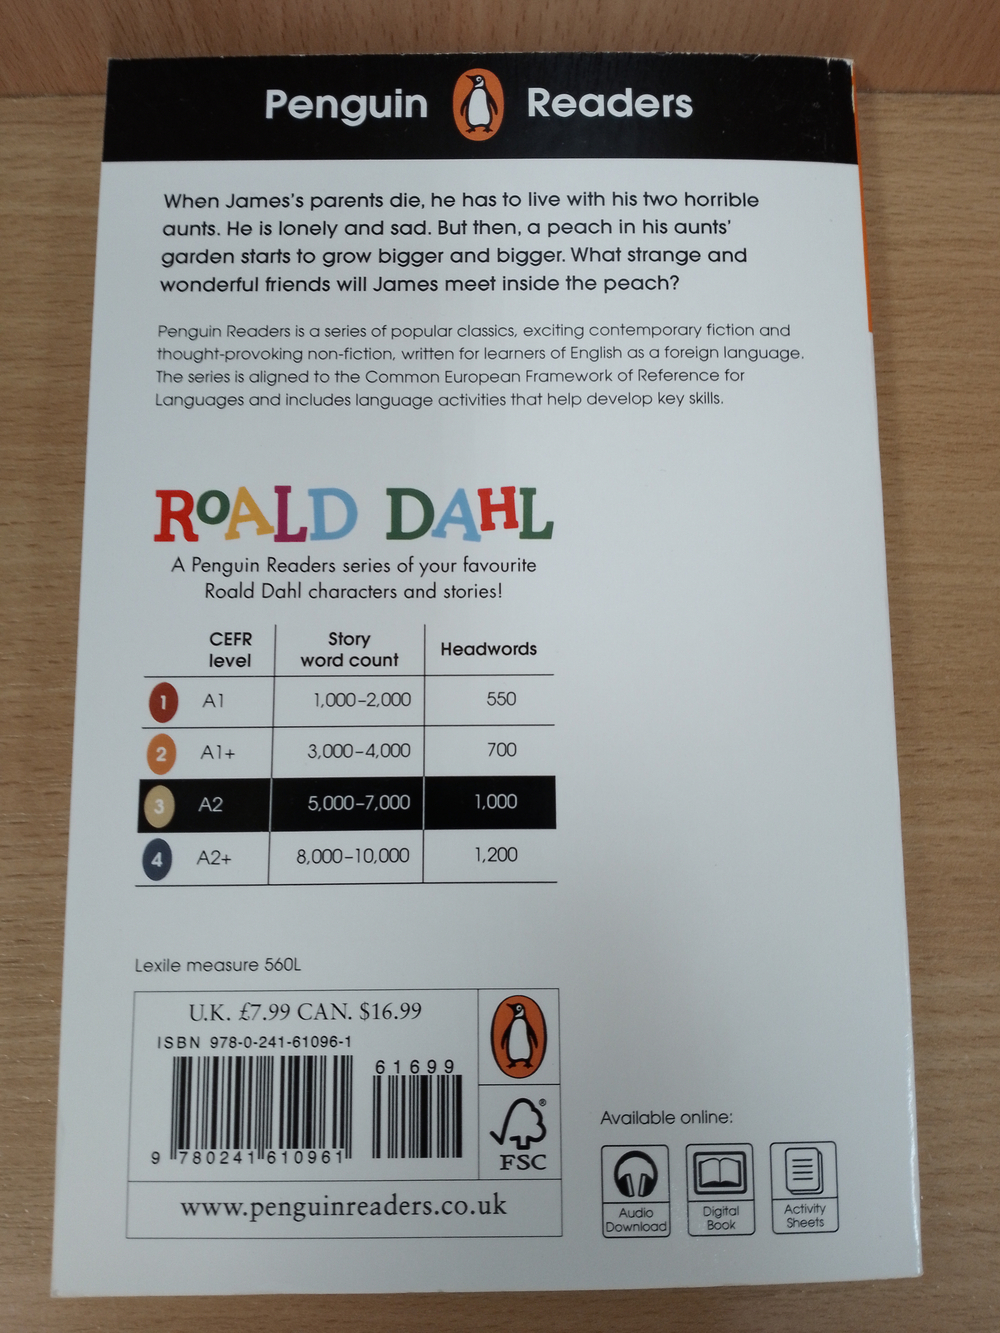 Penguin Readers
When James's parents die, he has to live with his two horrible
aunts. He is lonely and sad. But then, a peach in his aunts'
garden starts to grow bigger and bigger. What strange and
wonderful friends will James meet inside the peach?
Penguin Readers is a series of popular classics, exciting contemporary fiction and
thought-provoking non-fiction, written for learners of English as a foreign language.
The series is aligned to the Common European Framework of Reference for
Languages and includes language activities that help develop key skills.
ROALD DAHL
A Penguin Readers series of your favourite
Roald Dahl characters and stories!
CEFR level Story word count Headwords
1 A1 1,000–2,000 550
2 A1+ 3,000–4,000 700
3 A2 5,000–7,000 1,000
4 A2+ 8,000–10,000 1,200
Lexile measure 560L
U.K. £7.99 CAN. $16.99
ISBN 978-0-241-61096-1
61699
9 780241 610961
FSC
®
www.penguinreaders.co.uk
Available online:
Audio Download
Digital Book
Activity Sheets